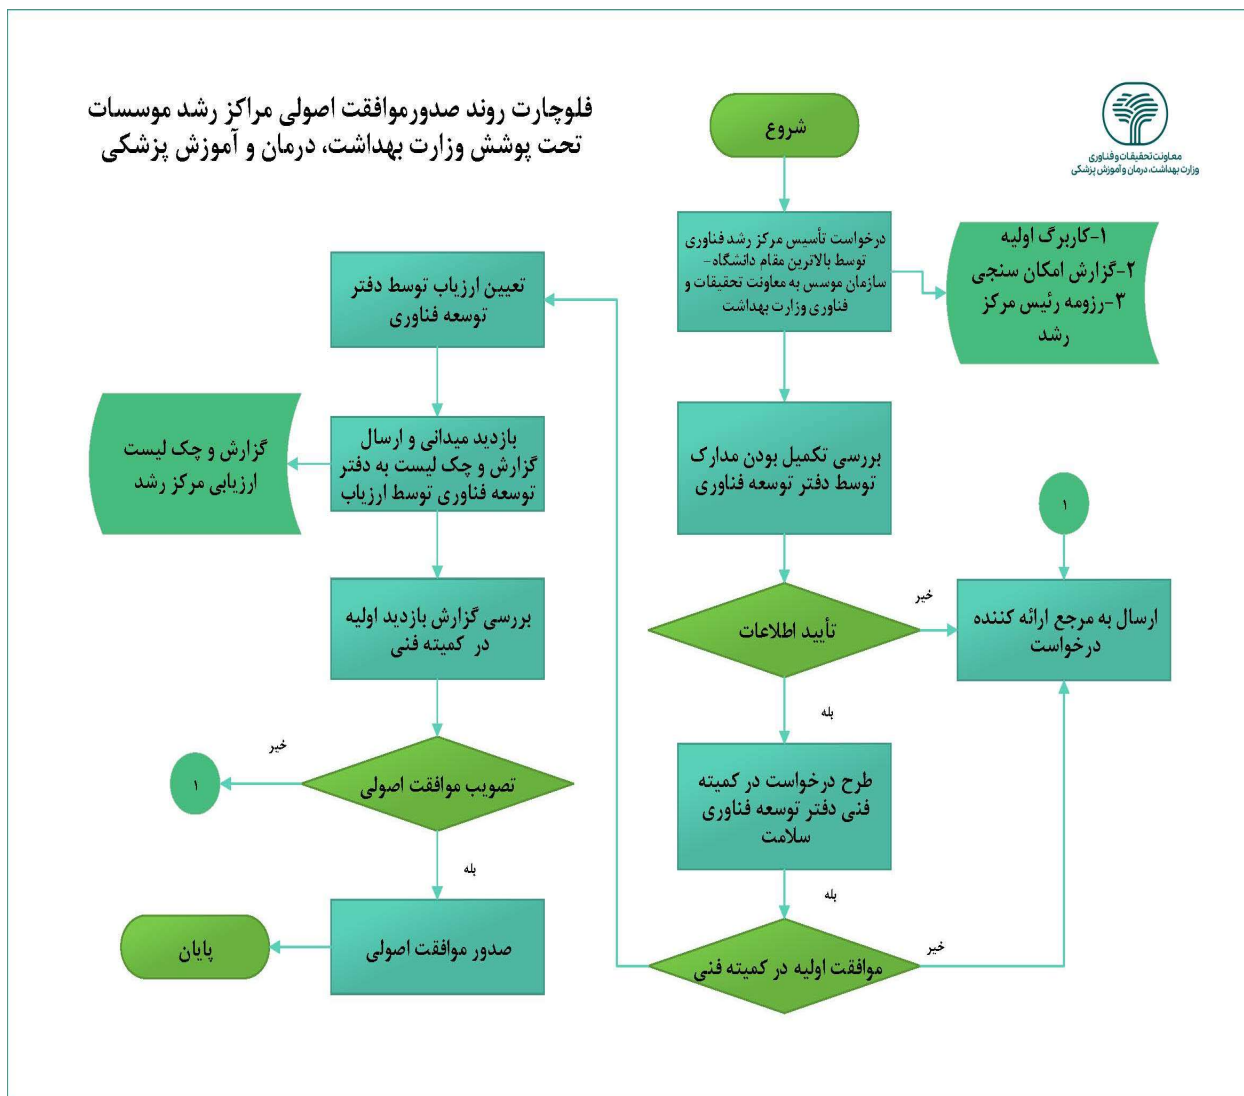 معاونت تحقیقات و فناوری
وزارت بهداشت، درمان و آموزش پزشکی
فلوچارت روند صدورموافقت اصولی مراکز رشد موسسات
تحت پوشش وزارت بهداشت، درمان و آموزش پزشکی
شروع
درخواست تأسیس مرکز رشد فناوری
توسط بالاترین مقام دانشگاه-
سازمان موسس به معاونت تحقیقات و
فناوری وزارت بهداشت
۱-کاربرگ اولیه
۲-گزارش امکان سنجی
۳-رزومه رئیس مرکز
رشد
بررسی تکمیل بودن مدارک
توسط دفتر توسعه فناوری
تأیید اطلاعات
خیر
۱
ارسال به مرجع ارائه کننده
درخواست
بله
طرح درخواست در کمیته
فنی دفتر توسعه فناوری
سلامت
بله
موافقت اولیه در کمیته فنی
خیر
تعیین ارزیاب توسط دفتر
توسعه فناوری
بازدید میدانی و ارسال
گزارش و چک لیست به دفتر
توسعه فناوری توسط ارزیاب
گزارش و چک لیست
ارزیابی مرکز رشد
بررسی گزارش بازدید اولیه
در کمیته فنی
تصویب موافقت اصولی
خیر
۱
بله
صدور موافقت اصولی
پایان